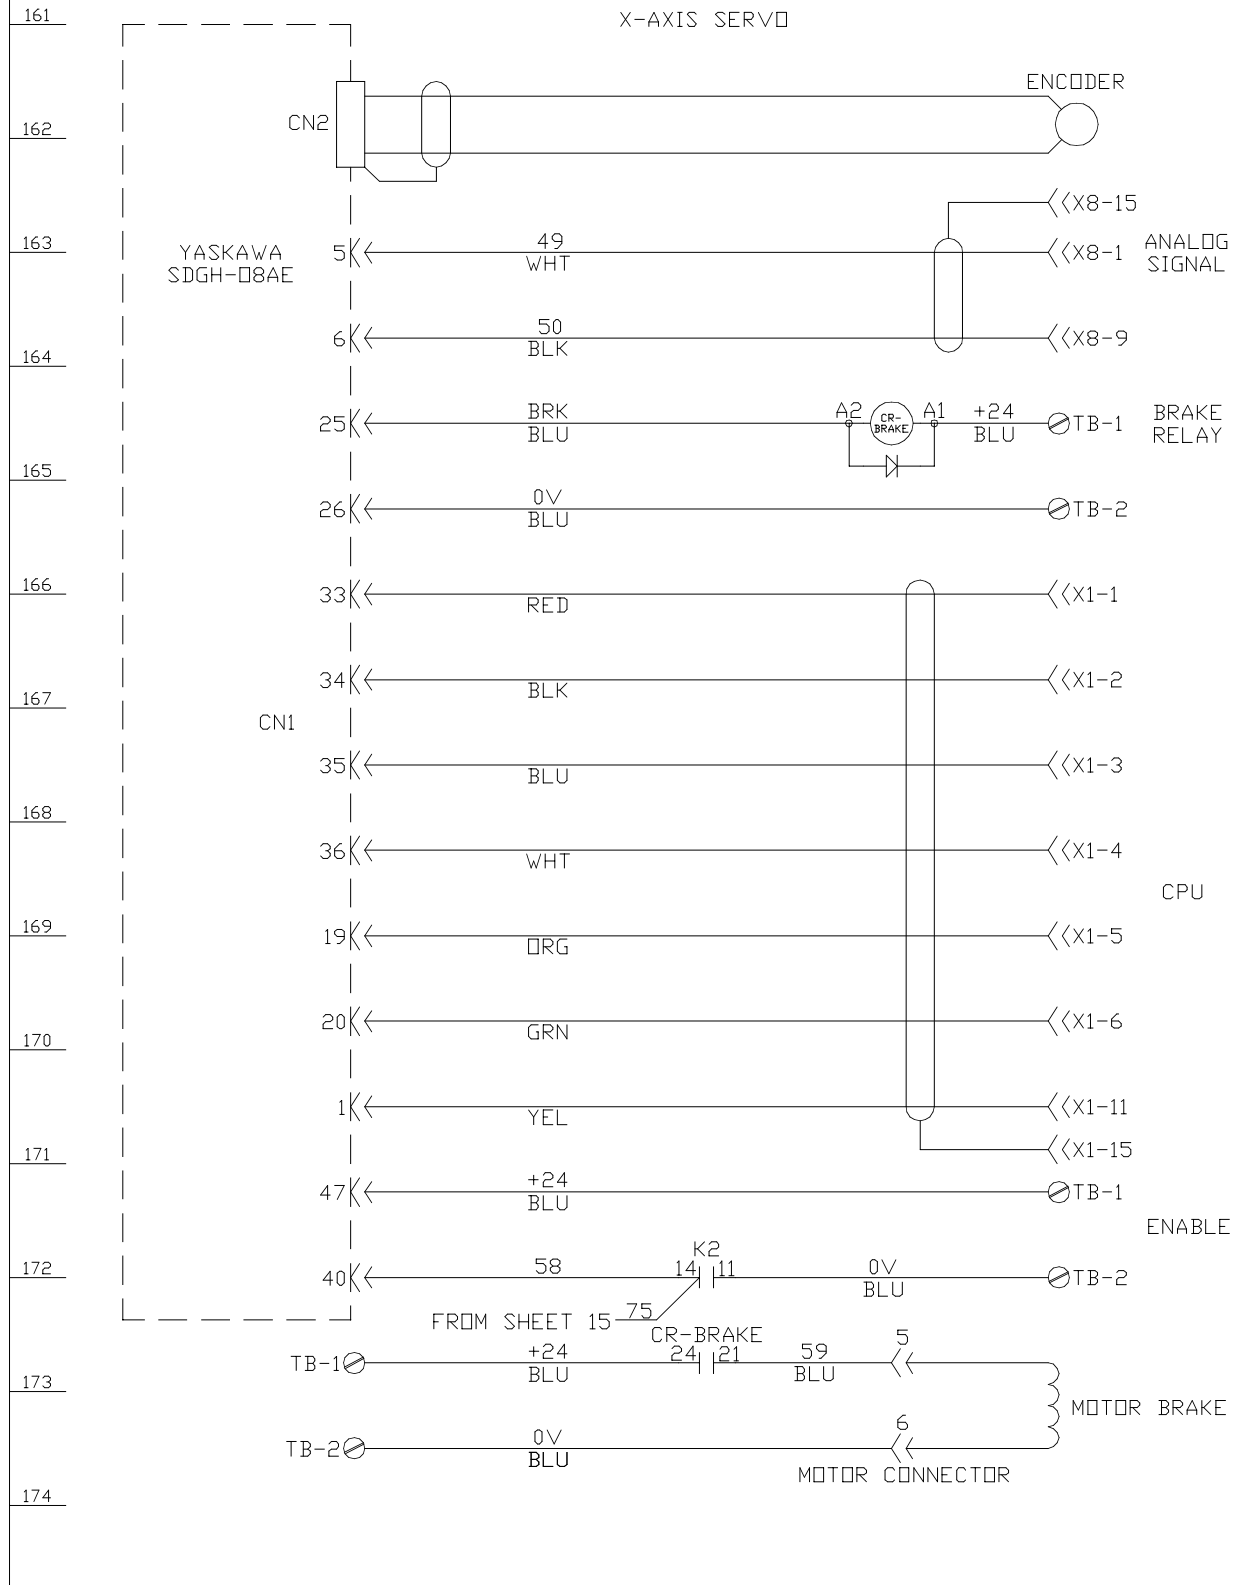 161
X-AXIS SERVO
ENCODER
CN2
162
X8-15
163
YASKAWA
SDGH-08AE
5
49
WHT
X8-1
ANALOG
SIGNAL
6
50
BLK
X8-9
164
25
BRK
BLU
A2
CR-
BRAKE
A1
+24
BLU
TB-1
BRAKE
RELAY
165
26
0V
BLU
TB-2
166
33
RED
X1-1
34
BLK
X1-2
167
CN1
35
BLU
X1-3
168
36
WHT
X1-4
CPU
169
19
ORG
X1-5
20
GRN
X1-6
170
1
YEL
X1-11
X1-15
171
47
+24
BLU
TB-1
ENABLE
172
40
58
K2
14
11
0V
BLU
TB-2
FROM SHEET 15
75
CR-BRAKE
TB-1
+24
BLU
24
21
59
BLU
5
173
MOTOR BRAKE
TB-2
0V
BLU
6
MOTOR CONNECTOR
174